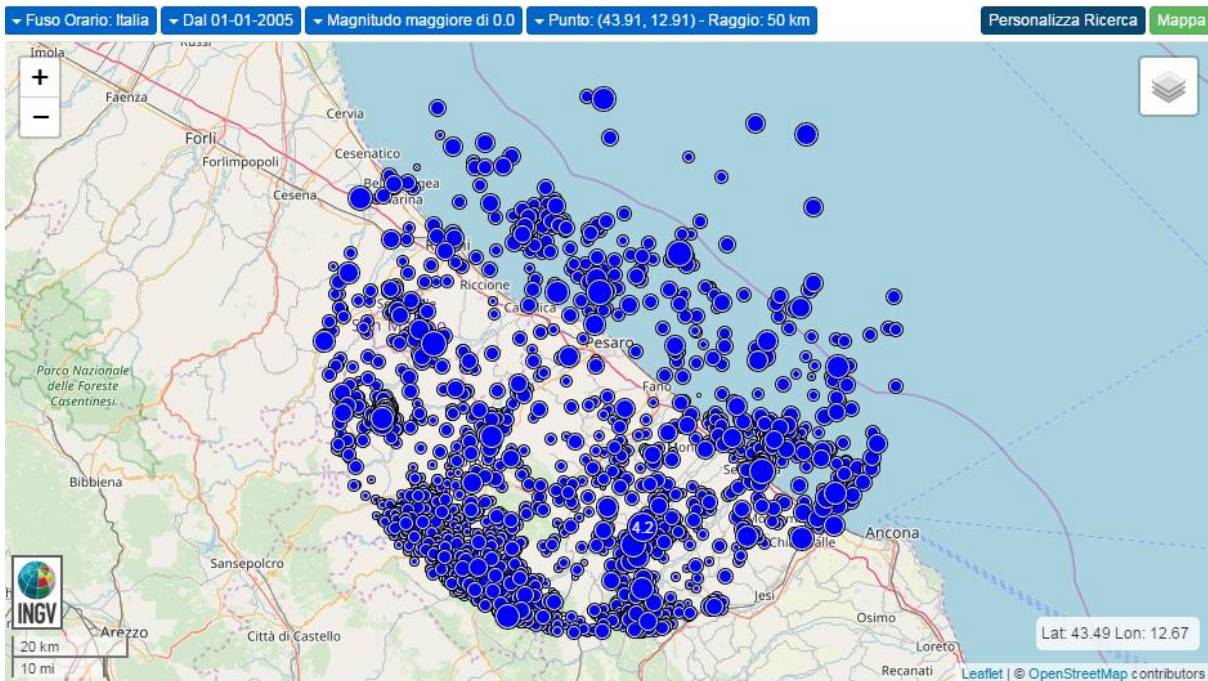 Fuso Orario: Italia
Dal 01-01-2005
Magnitudo maggiore di 0.0
Punto: (43.91, 12.91) - Raggio: 50 km
Personalizza Ricerca
Mappa
Imola
+
−
Faenza
Forlì
Forlimpopoli
Cervia
Cesenatico
Cesena
Riccione
Pesaro
Fano
Parco Nazionale
delle Foreste
Casentinesi
Bibbiena
4.2
Ancona
Sansepolcro
Jesi
Osimo
INGV
Arezzo
Città di Castello
Loreto
Recanati
20 km
10 mi
Lat: 43.49 Lon: 12.67
Leaflet | © OpenStreetMap contributors